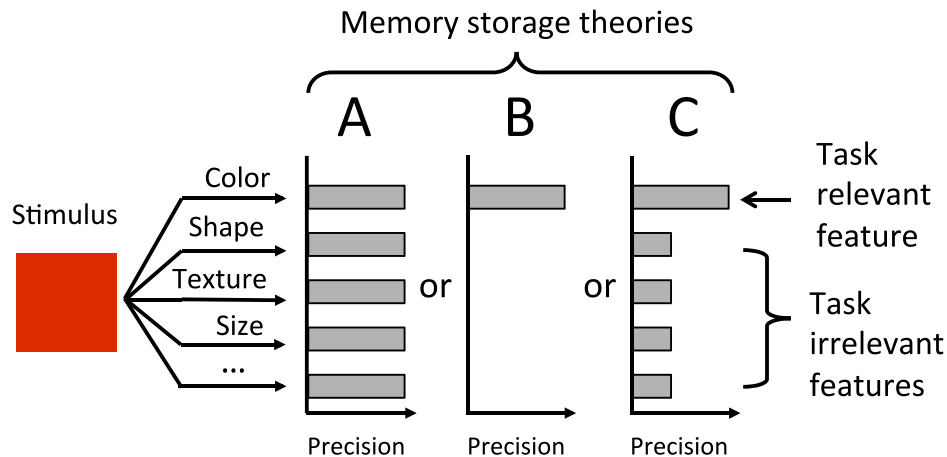 Memory storage theories
A
B
C
Stimulus
Color
Shape
Texture
Size
...
or
or
Task
relevant
feature
Task
irrelevant
features
Precision
Precision
Precision